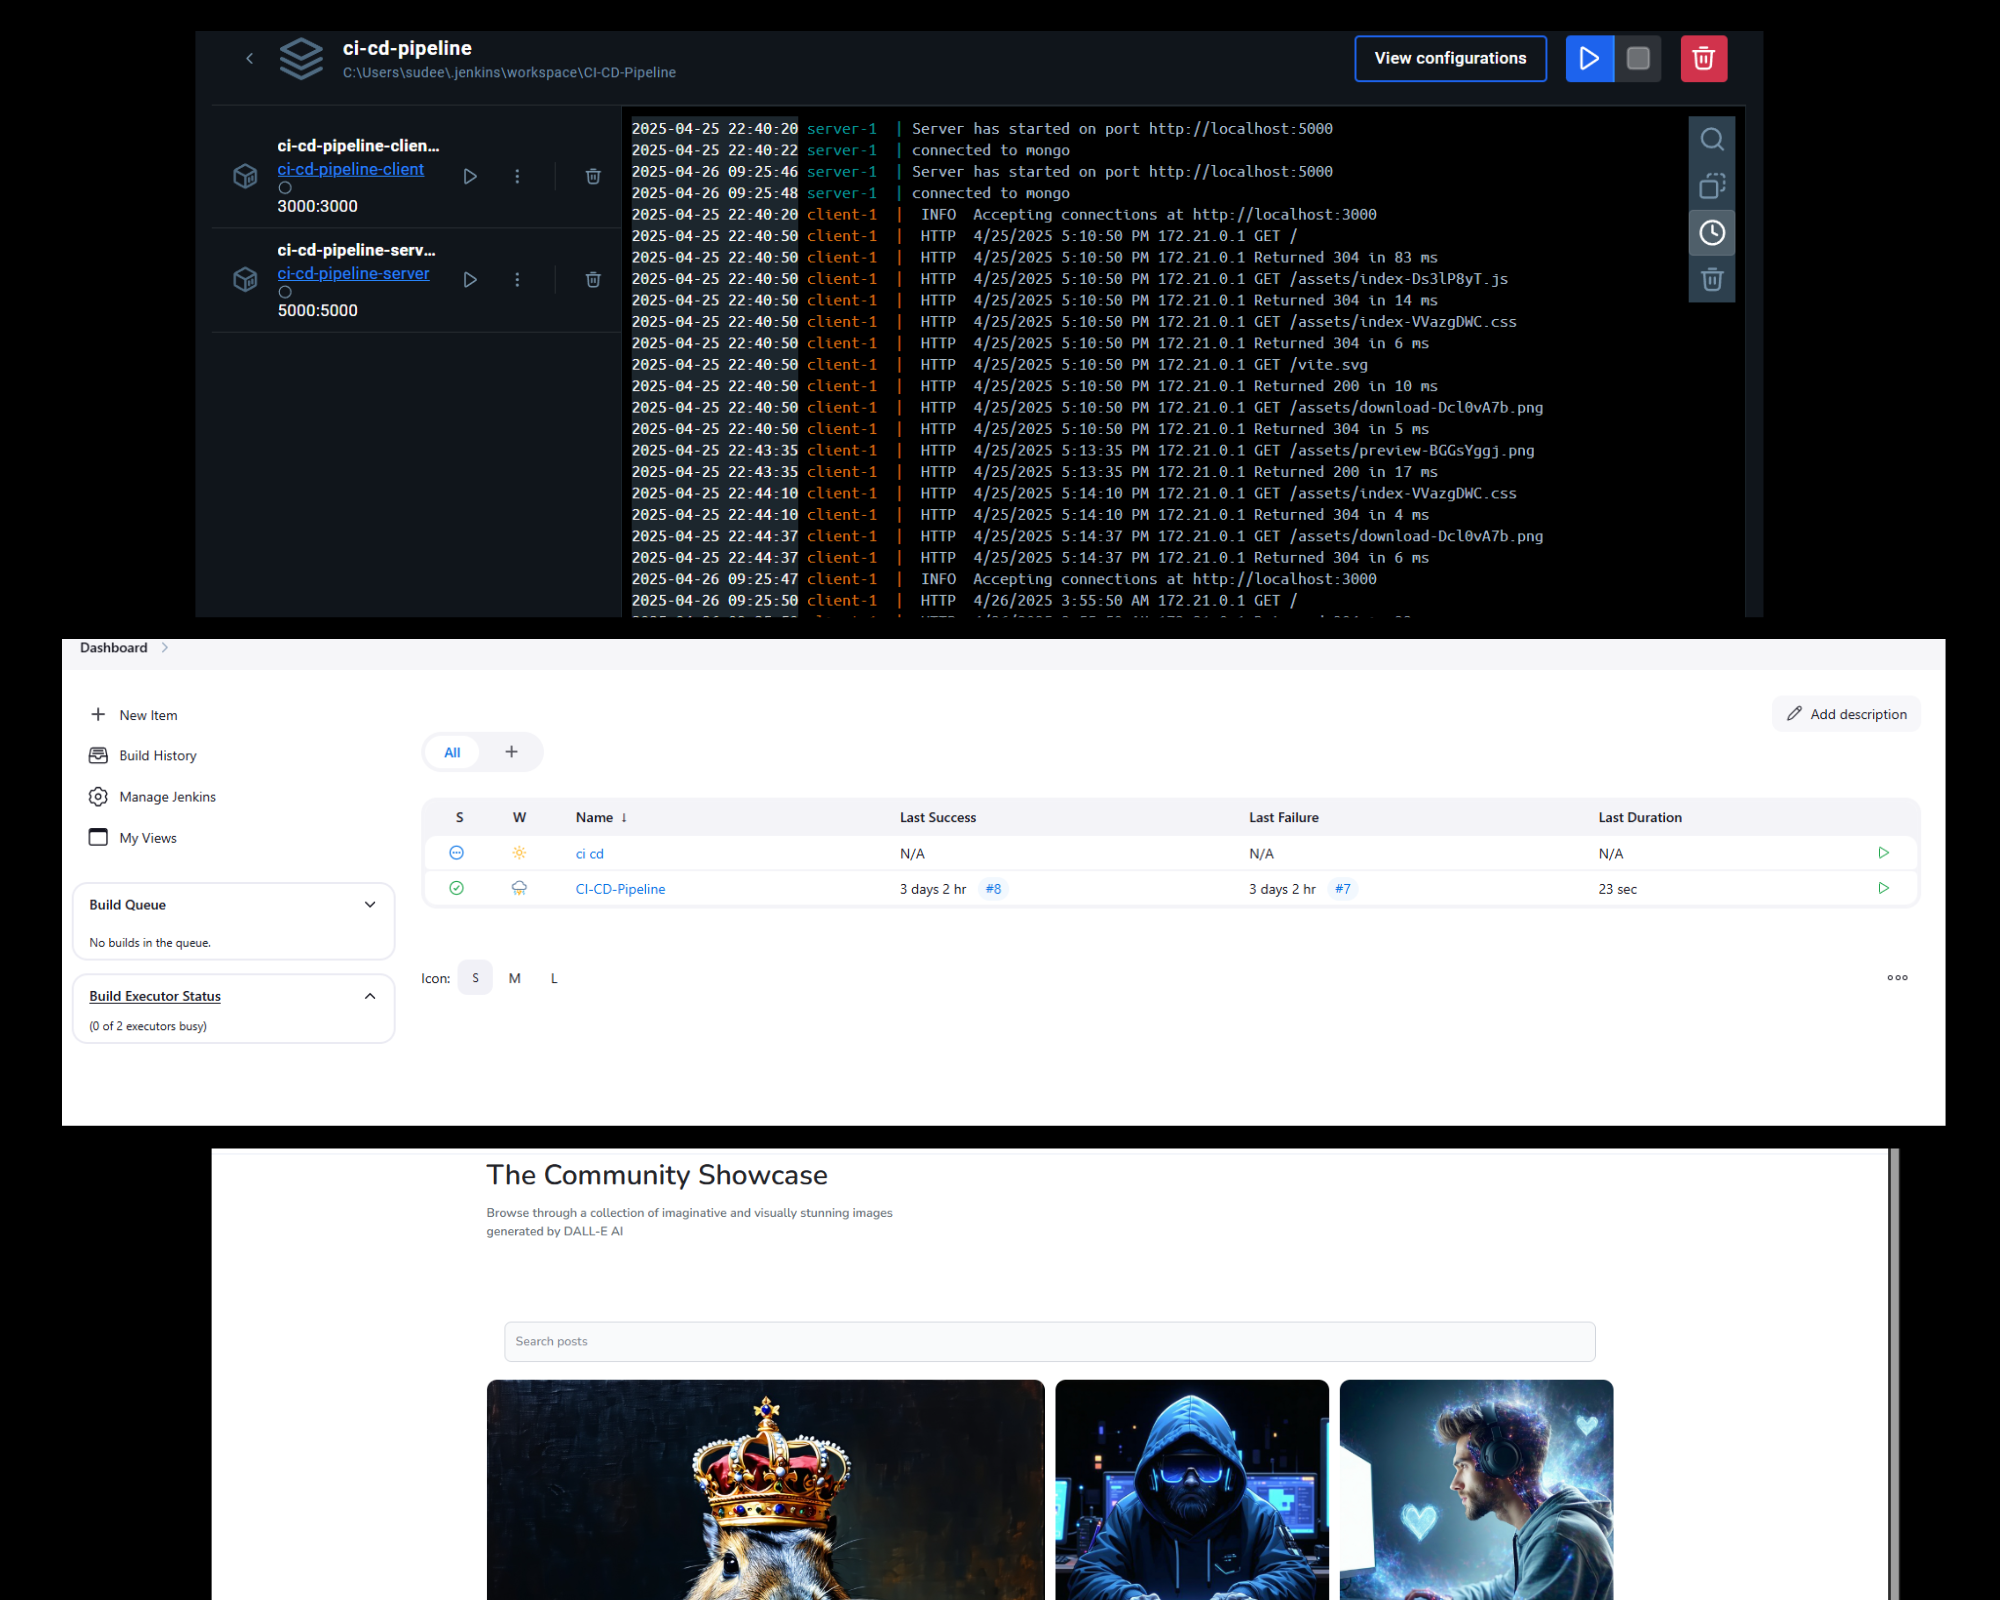 ci-cd-pipeline
C:\Users\sudee\.jenkins\workspace\CI-CD-Pipeline
View configurations
ci-cd-pipeline-clien...
ci-cd-pipeline-client
3000:3000
ci-cd-pipeline-serv...
ci-cd-pipeline-server
5000:5000
2025-04-25 22:40:20 server-1 | Server has started on port http://localhost:5000
2025-04-25 22:40:22 server-1 | connected to mongo
2025-04-26 09:25:46 server-1 | Server has started on port http://localhost:5000
2025-04-26 09:25:48 server-1 | connected to mongo
2025-04-25 22:40:20 client-1 | INFO Accepting connections at http://localhost:3000
2025-04-25 22:40:50 client-1 | HTTP 4/25/2025 5:10:50 PM 172.21.0.1 GET /
2025-04-25 22:40:50 client-1 | HTTP 4/25/2025 5:10:50 PM 172.21.0.1 Returned 304 in 83 ms
2025-04-25 22:40:50 client-1 | HTTP 4/25/2025 5:10:50 PM 172.21.0.1 GET /assets/index-Ds3lP8yT.js
2025-04-25 22:40:50 client-1 | HTTP 4/25/2025 5:10:50 PM 172.21.0.1 Returned 304 in 14 ms
2025-04-25 22:40:50 client-1 | HTTP 4/25/2025 5:10:50 PM 172.21.0.1 GET /assets/index-VVazgDWC.css
2025-04-25 22:40:50 client-1 | HTTP 4/25/2025 5:10:50 PM 172.21.0.1 Returned 304 in 6 ms
2025-04-25 22:40:50 client-1 | HTTP 4/25/2025 5:10:50 PM 172.21.0.1 GET /vite.svg
2025-04-25 22:40:50 client-1 | HTTP 4/25/2025 5:10:50 PM 172.21.0.1 Returned 200 in 10 ms
2025-04-25 22:40:50 client-1 | HTTP 4/25/2025 5:10:50 PM 172.21.0.1 GET /assets/download-Dcl0vA7b.png
2025-04-25 22:40:50 client-1 | HTTP 4/25/2025 5:10:50 PM 172.21.0.1 Returned 304 in 5 ms
2025-04-25 22:43:35 client-1 | HTTP 4/25/2025 5:13:35 PM 172.21.0.1 GET /assets/preview-BGGsYggj.png
2025-04-25 22:43:35 client-1 | HTTP 4/25/2025 5:13:35 PM 172.21.0.1 Returned 200 in 17 ms
2025-04-25 22:44:10 client-1 | HTTP 4/25/2025 5:14:10 PM 172.21.0.1 GET /assets/index-VVazgDWC.css
2025-04-25 22:44:10 client-1 | HTTP 4/25/2025 5:14:10 PM 172.21.0.1 Returned 304 in 4 ms
2025-04-25 22:44:37 client-1 | HTTP 4/25/2025 5:14:37 PM 172.21.0.1 GET /assets/download-Dcl0vA7b.png
2025-04-25 22:44:37 client-1 | HTTP 4/25/2025 5:14:37 PM 172.21.0.1 Returned 304 in 6 ms
2025-04-26 09:25:47 client-1 | INFO Accepting connections at http://localhost:3000
2025-04-26 09:25:50 client-1 | HTTP 4/26/2025 3:55:50 AM 172.21.0.1 GET /
Dashboard
New Item
Build History
Manage Jenkins
My Views
Add description
All
S W Name ↓ Last Success Last Failure Last Duration
ci cd N/A N/A N/A
CI-CD-Pipeline 3 days 2 hr #8 3 days 2 hr #7 23 sec
Build Queue
No builds in the queue.
Build Executor Status
(0 of 2 executors busy)
Icon: S M L
The Community Showcase
Browse through a collection of imaginative and visually stunning images
generated by DALL-E AI
Search posts